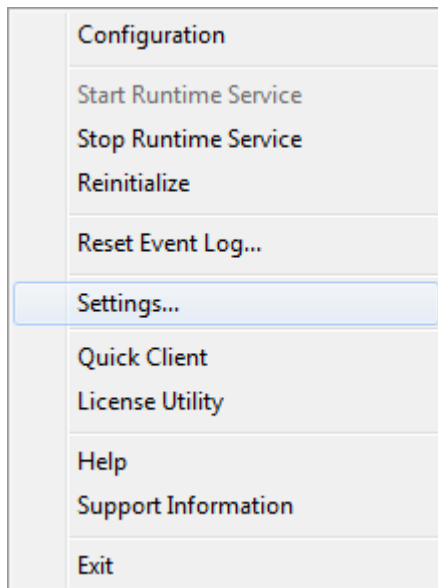 Configuration
Start Runtime Service
Stop Runtime Service
Reinitialize
Reset Event Log...
Settings...
Quick Client
License Utility
Help
Support Information
Exit